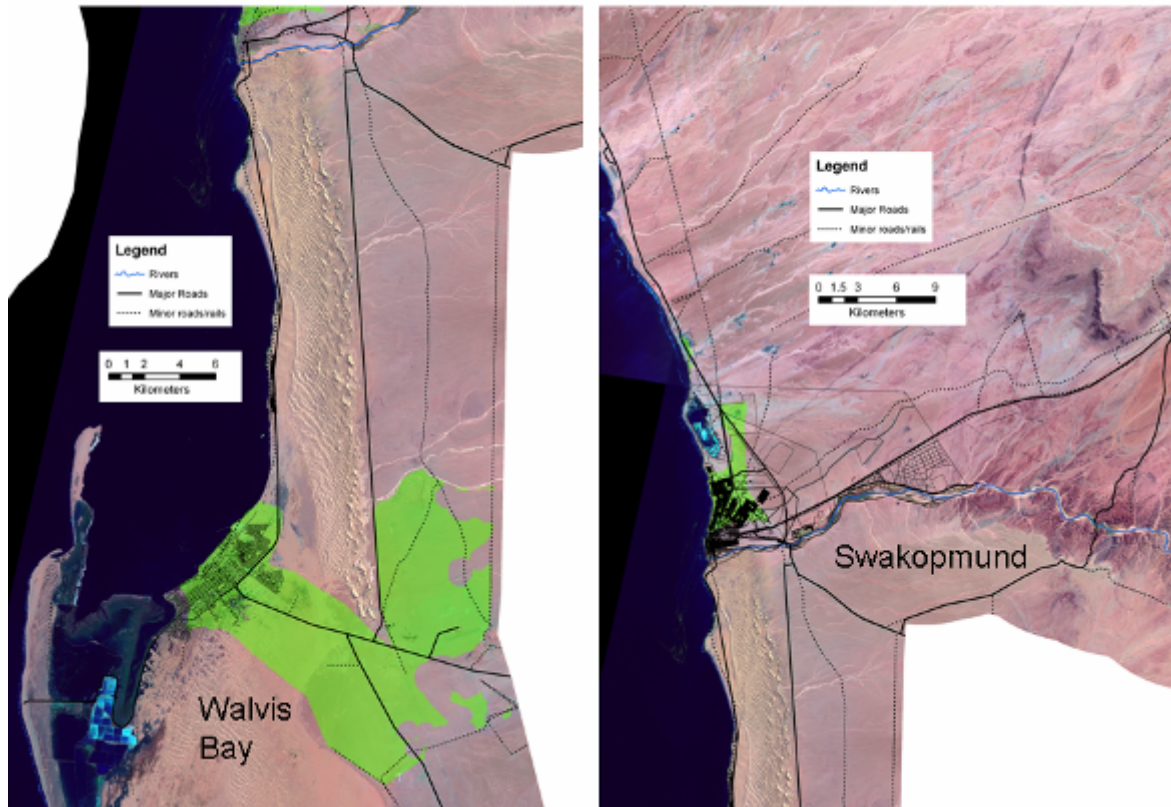 Legend
Rivers
Major Roads
Minor roads/rails
0 1 2 4 6
Kilometers
Walvis
Bay
Legend
Rivers
Major Roads
Minor roads/rails
0 1.5 3 6 9
Kilometers
Swakopmund